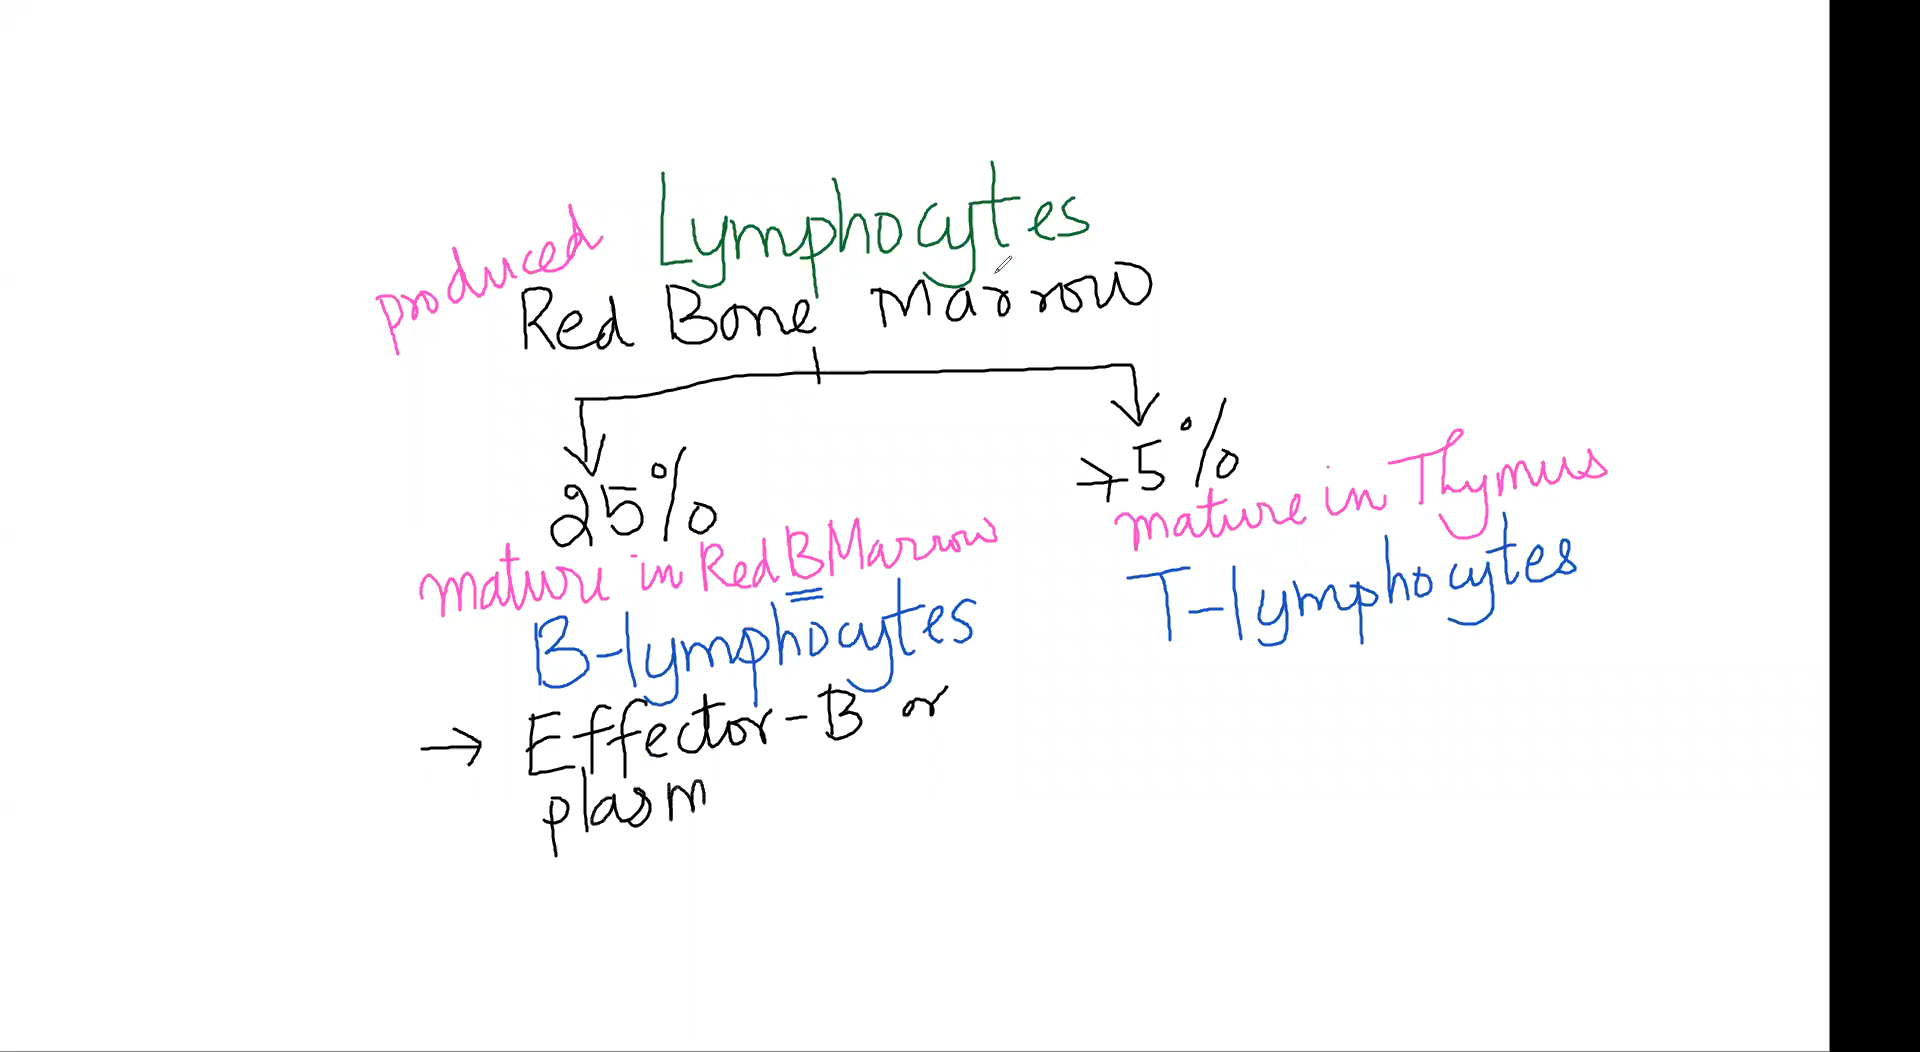 Lymphocytes
produced
Red Bone Marrow
25%
75%
mature in Red B Marrow
mature in Thymus
B-lymphocytes
T-lymphocytes
→ Effector-B or
plasm